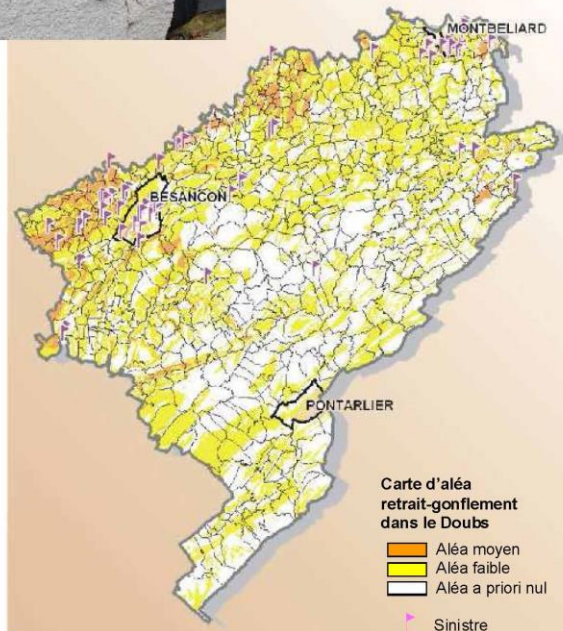 MONTBELIARD
BESANCON
PONTARLIER
Carte d'aléa
retrait-gonflement
dans le Doubs
Aléa moyen
Aléa faible
Aléa a priori nul
Sinistre